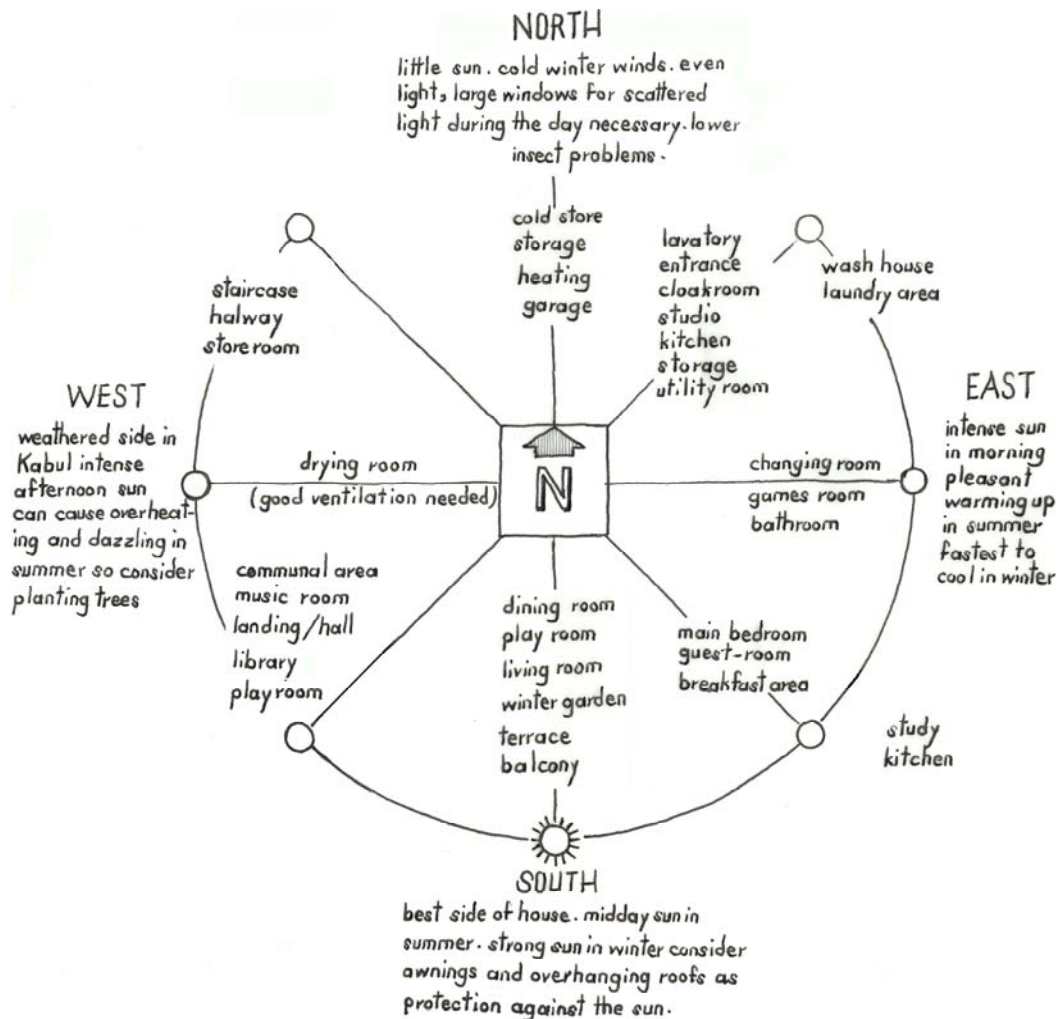 NORTH
little sun. cold winter winds. even
light, large windows for scattered
light during the day necessary. lower
insect problems.
cold store
storage
heating
garage
lavatory
entrance
cloakroom
studio
kitchen
storage
utility room
wash house
laundry area
staircase
halway
store room
WEST
weathered side in
Kabul intense
afternoon sun
can cause overheat-
ing and dazzling in
summer so consider
planting trees
drying room
(good ventilation needed)
N
changing room
games room
bathroom
EAST
intense sun
in morning
pleasant
warming up
in summer
fastest to
cool in winter
communal area
music room
landing/hall
library
playroom
dining room
play room
living room
winter garden
terrace
balcony
main bedroom
guest-room
breakfast area
study
kitchen
SOUTH
best side of house. midday sun in
summer. strong sun in winter consider
awnings and overhanging roofs as
protection against the sun.